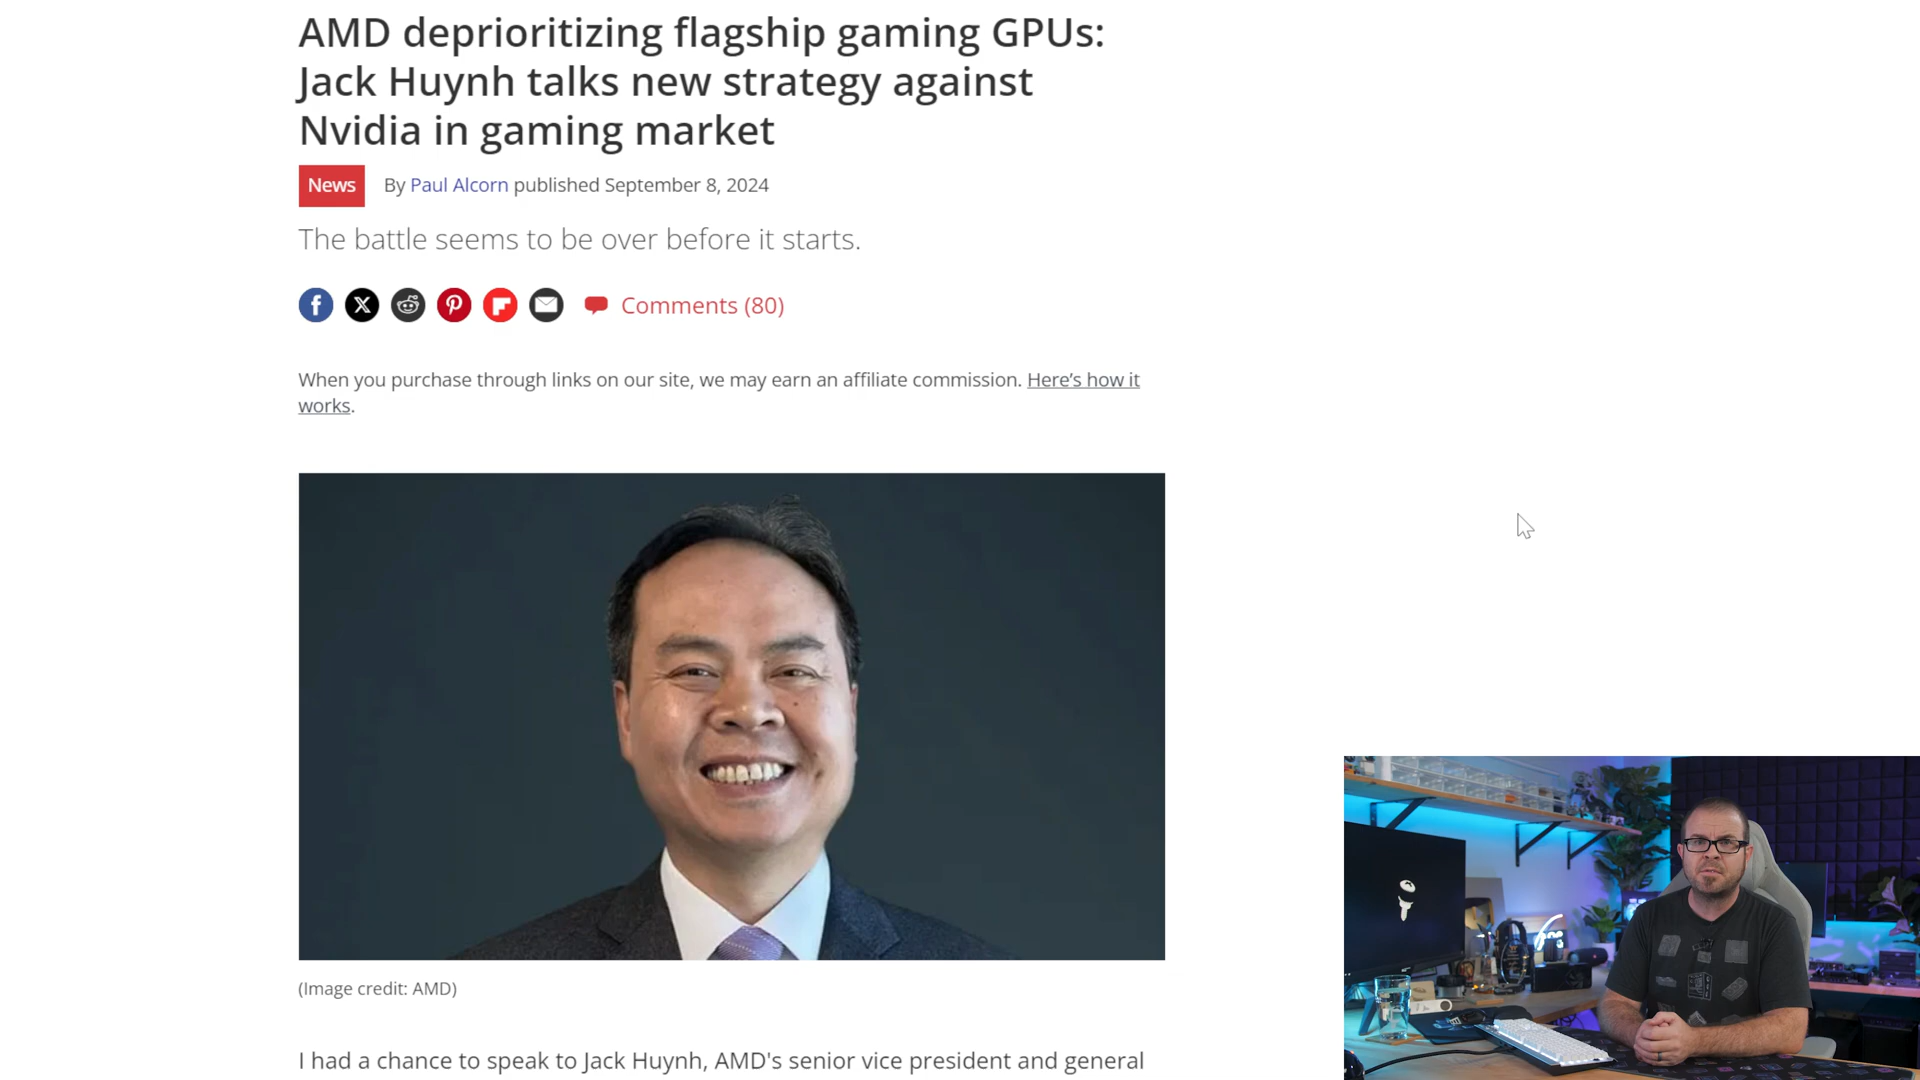 AMD deprioritizing flagship gaming GPUs:
Jack Huynh talks new strategy against
Nvidia in gaming market
News
By Paul Alcorn published September 8, 2024
The battle seems to be over before it starts.
Comments (80)
When you purchase through links on our site, we may earn an affiliate commission. Here’s how it
works.
(Image credit: AMD)
I had a chance to speak to Jack Huynh, AMD's senior vice president and general